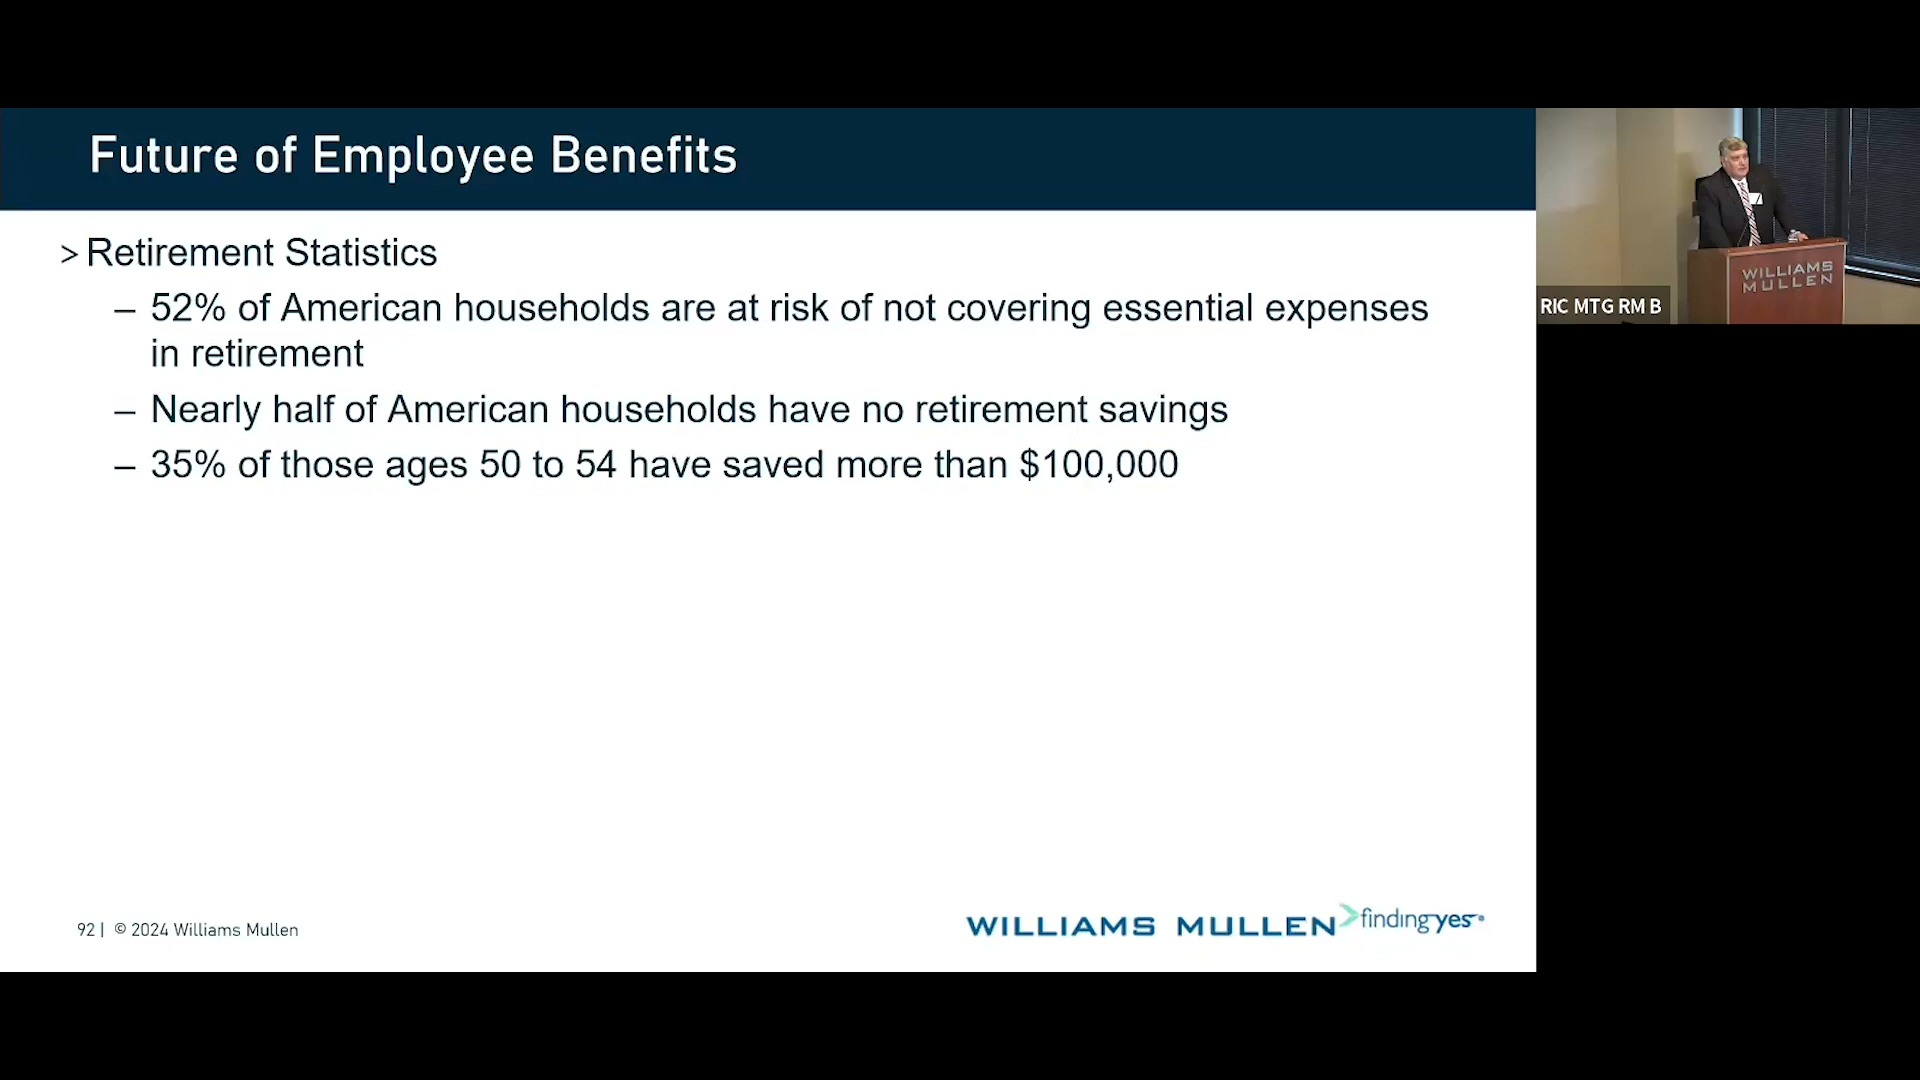 Future of Employee Benefits
> Retirement Statistics
– 52% of American households are at risk of not covering essential expenses
in retirement
– Nearly half of American households have no retirement savings
– 35% of those ages 50 to 54 have saved more than $100,000
92 | © 2024 Williams Mullen
WILLIAMS MULLEN findingyes®
WILLIAMS
MULLEN
RIC MTG RM B